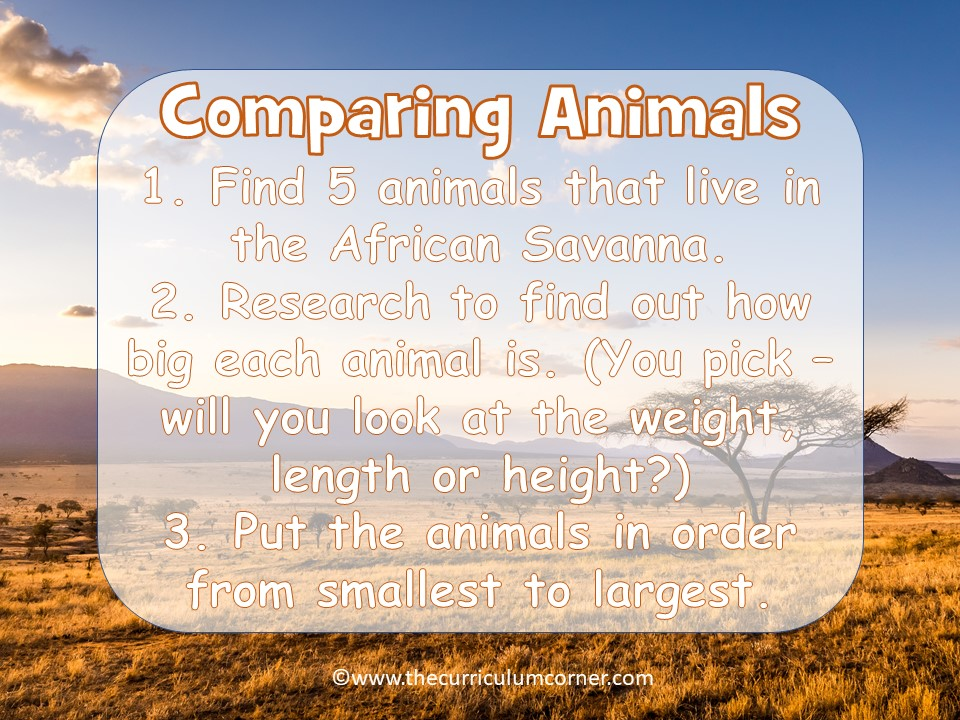 Comparing Animals
1. Find 5 animals that live in
the African Savanna.
2. Research to find out how
big each animal is. (You pick –
will you look at the weight,
length or height?)
3. Put the animals in order
from smallest to largest.
©www.thecurriculumcorner.com